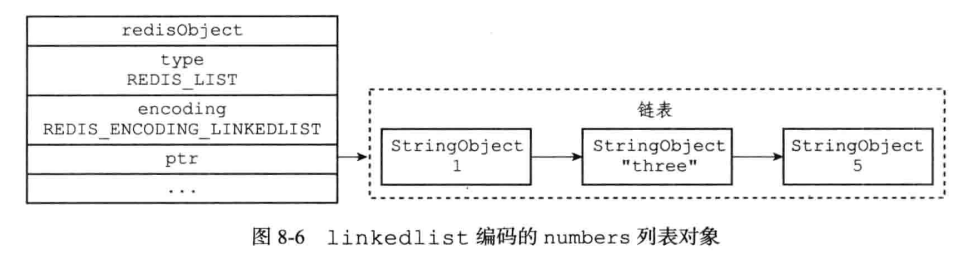 redisObject
type
REDIS_LIST
encoding
REDIS_ENCODING_LINKEDLIST
ptr
...
链表
StringObject
1
StringObject
"three"
StringObject
5
图 8-6 linkedlist 编码的 numbers 列表对象